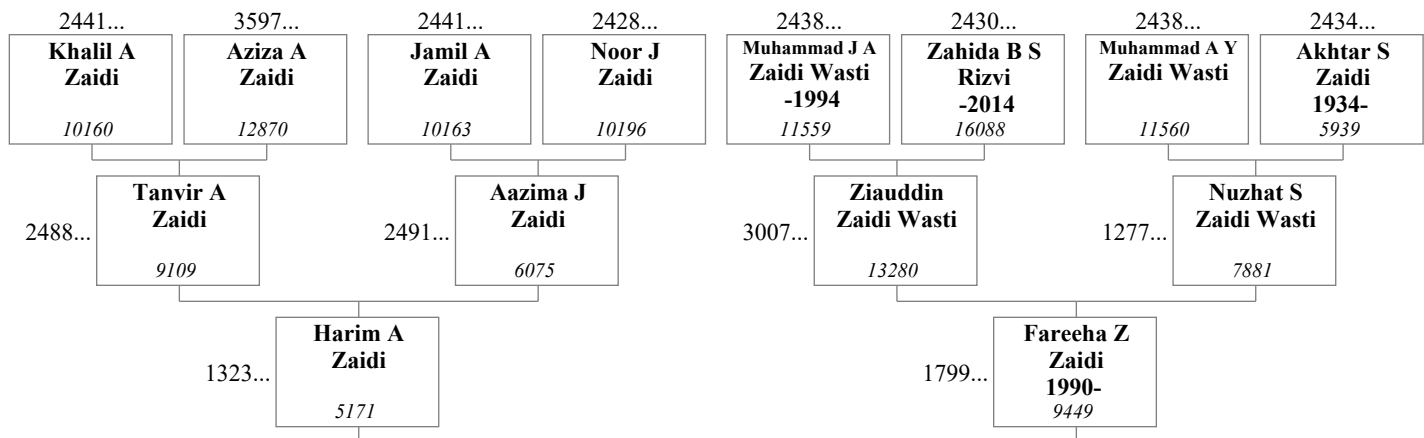 2441... 3597... 2441... 2428... 2438... 2430... 2438... 2434...
Khalil A
Zaidi
10160
Aziza A
Zaidi
12870
Jamil A
Zaidi
10163
Noor J
Zaidi
10196
Muhammad J A
Zaidi Wasti
-1994
11559
Zahida B S
Rizvi
-2014
16088
Muhammad A Y
Zaidi Wasti
11560
Akhtar S
Zaidi
1934-
5939
2488...
Tanvir A
Zaidi
9109
2491...
Aazima J
Zaidi
6075
3007...
Ziauddin
Zaidi Wasti
13280
1277...
Nuzhat S
Zaidi Wasti
7881
1323...
Harim A
Zaidi
5171
1799...
Fareeha Z
Zaidi
1990-
9449